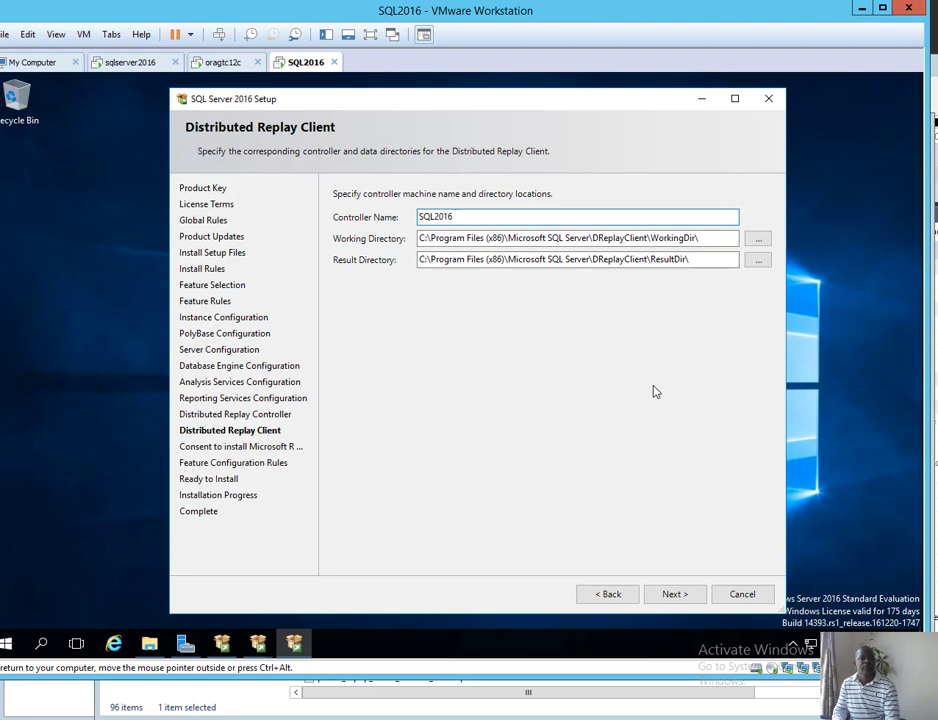 SQL2016 - VMware Workstation
ile Edit View VM Tabs Help
My Computer sqlserver2016 oragtc12c SQL2016
ecycle Bin
SQL Server 2016 Setup
Distributed Replay Client
Specify the corresponding controller and data directories for the Distributed Replay Client.
Product Key
License Terms
Global Rules
Product Updates
Install Setup Files
Install Rules
Feature Selection
Feature Rules
Instance Configuration
PolyBase Configuration
Server Configuration
Database Engine Configuration
Analysis Services Configuration
Reporting Services Configuration
Distributed Replay Controller
Distributed Replay Client
Consent to install Microsoft R ...
Feature Configuration Rules
Ready to Install
Installation Progress
Complete
Specify controller machine name and directory locations.
Controller Name: SQL2016
Working Directory: C:\Program Files (x86)\Microsoft SQL Server\DReplayClient\WorkingDir\ ...
Result Directory: C:\Program Files (x86)\Microsoft SQL Server\DReplayClient\ResultDir\ ...
< Back Next > Cancel
ws Server 2016 Standard Evaluation
Windows License valid for 175 days
Build 14393.rs1_release.161220-1747
Activate Windows
Go to System
Windows.
return to your computer, move the mouse pointer outside or press Ctrl+Alt.
96 items 1 item selected